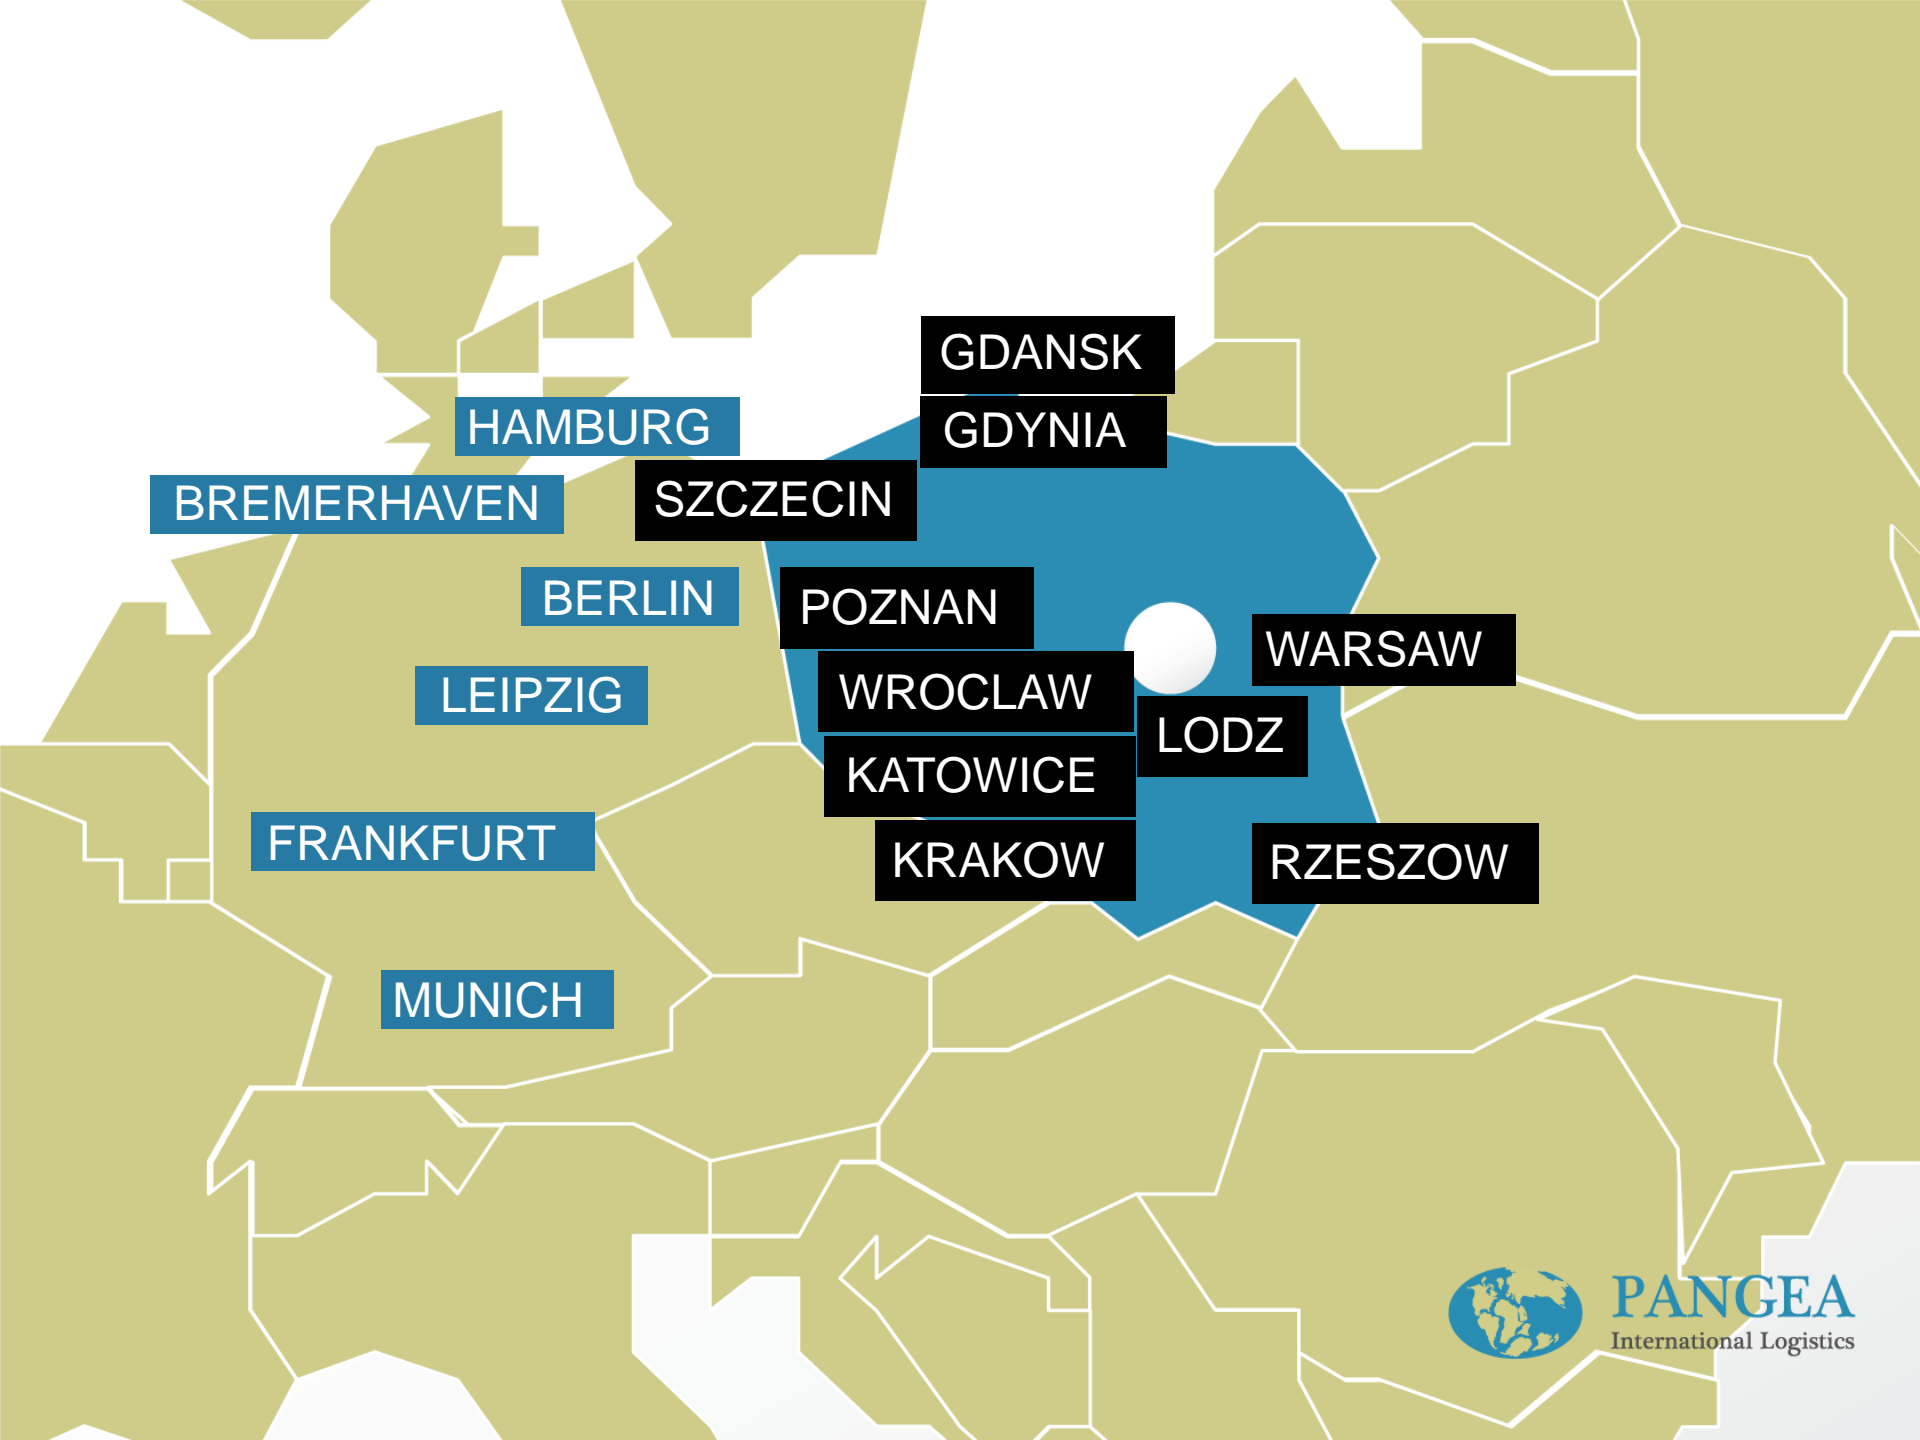 GDANSK
HAMBURG
GDYNIA
BREMERHAVEN
SZCZECIN
BERLIN
POZNAN
WARSAW
LEIPZIG
WROCLAW
LODZ
KATOWICE
FRANKFURT
KRAKOW
RZESZOW
MUNICH
PANGEA
International Logistics